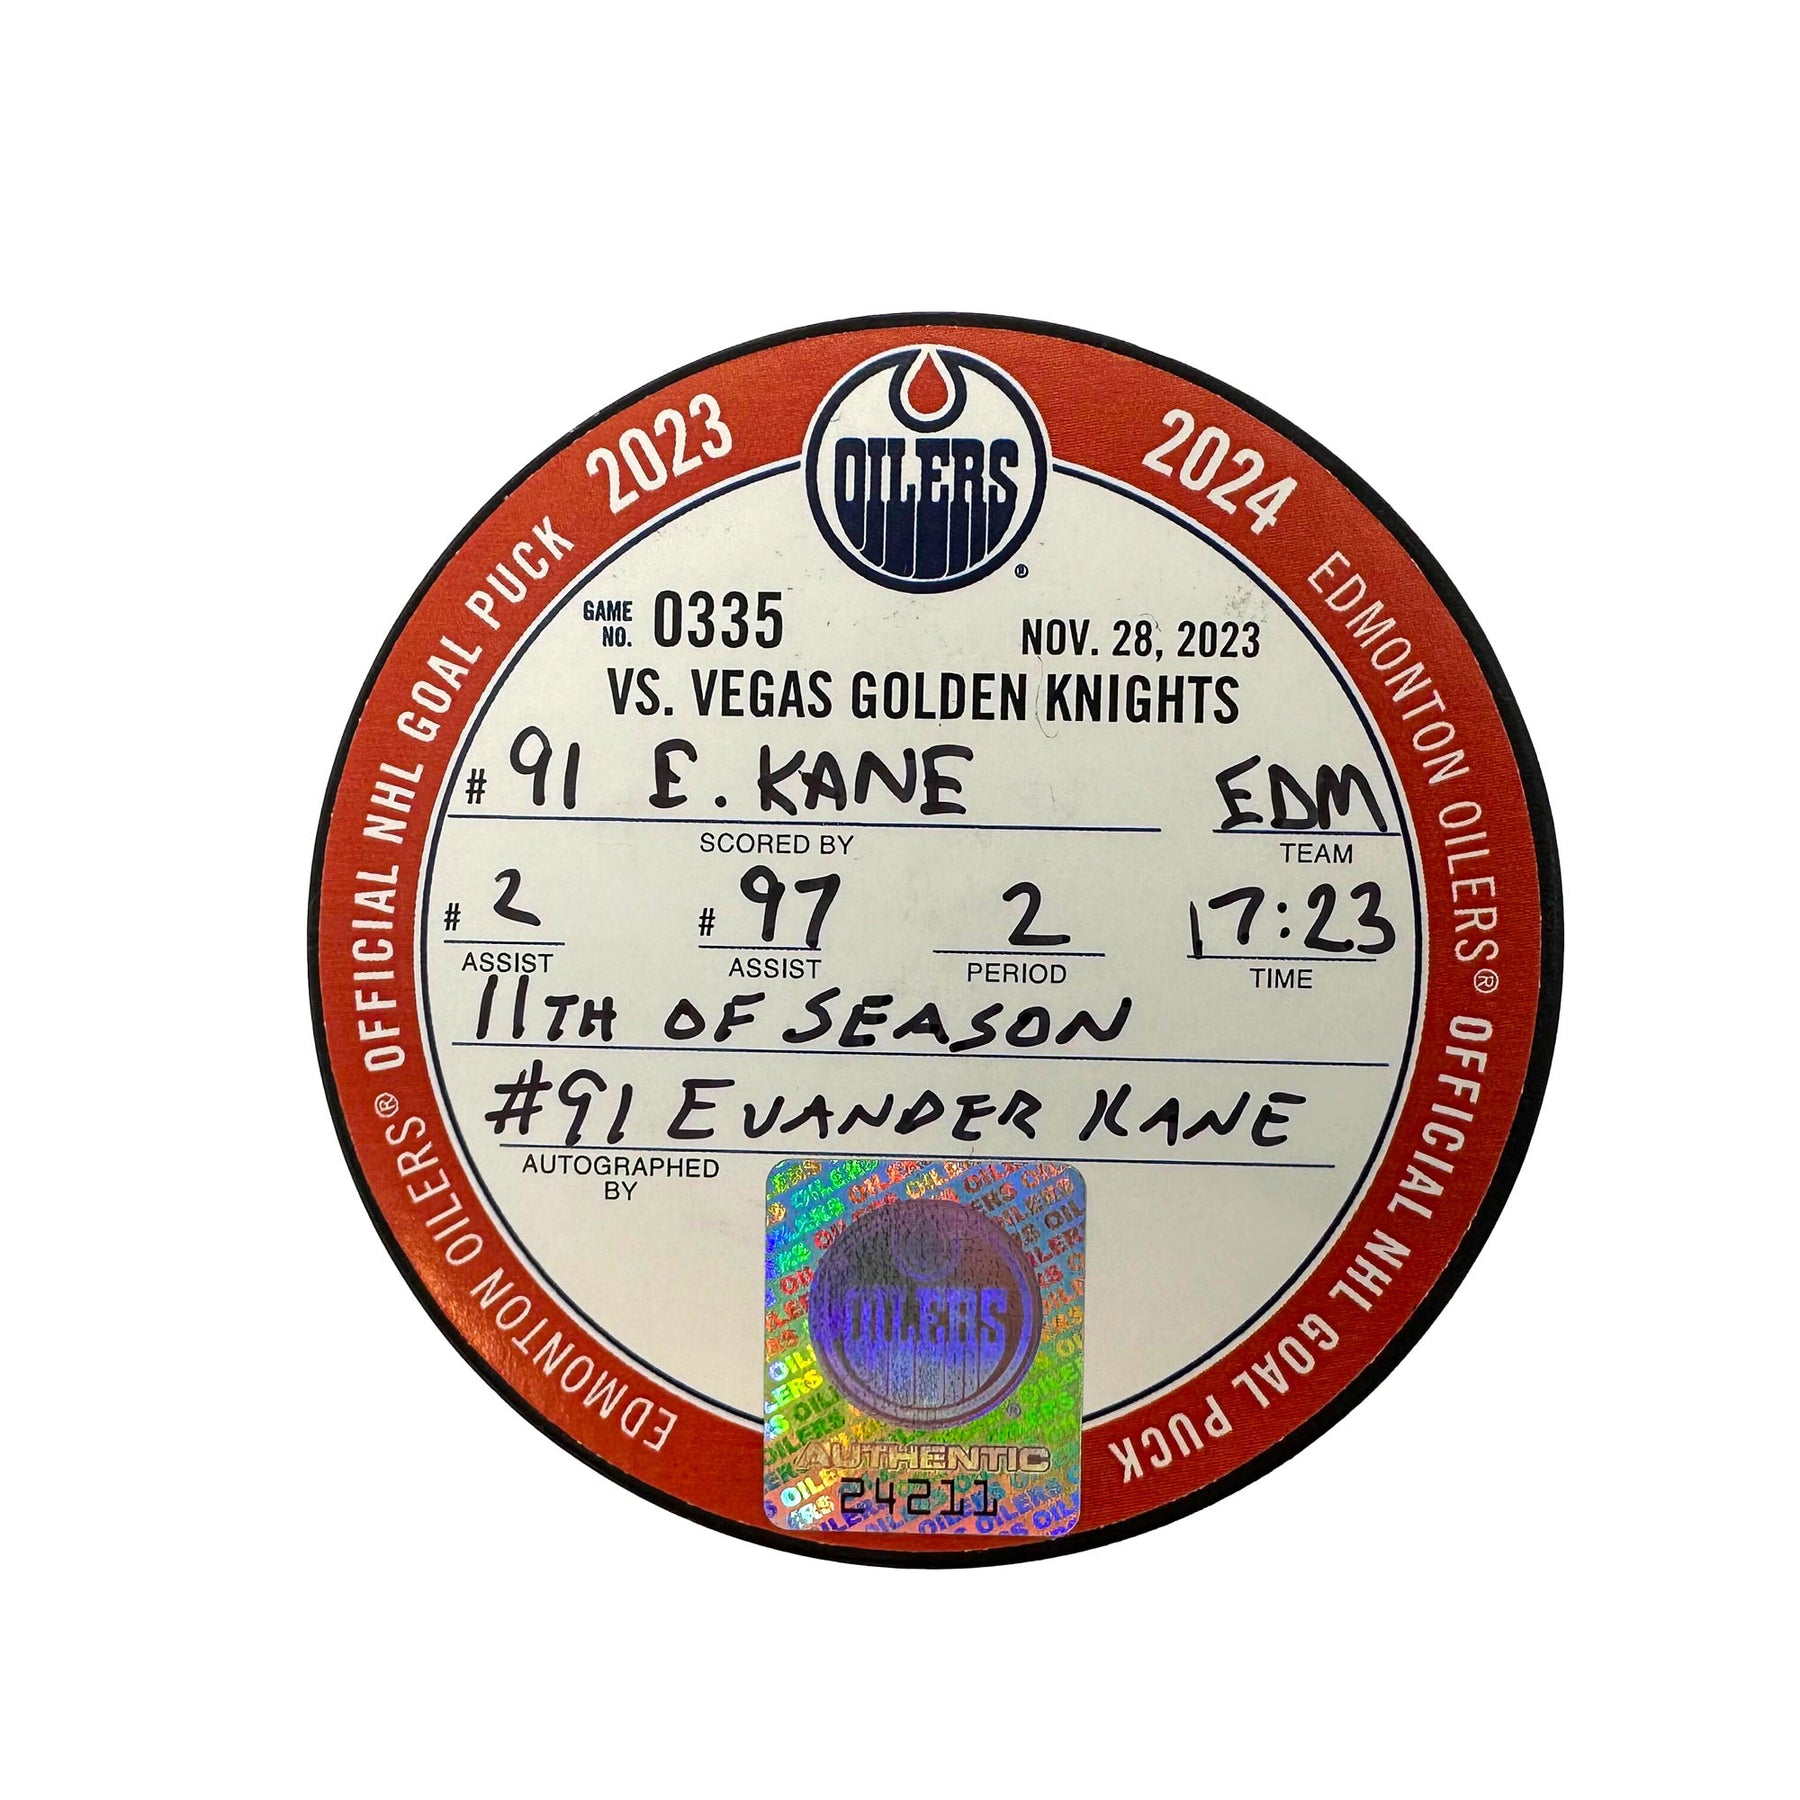 2023
2024
OFFICIAL NHL GOAL PUCK
EDMONTON OILERS®
EDMONTON OILERS®
OFFICIAL NHL GOAL PUCK
OILERS
®
GAME NO. 0335
NOV. 28, 2023
VS. VEGAS GOLDEN KNIGHTS
# 91 E. KANE EDM
SCORED BY TEAM
# 2 # 97 2 17:23
ASSIST ASSIST PERIOD TIME
11TH OF SEASON
#91 EVANDER KANE
AUTOGRAPHED
BY
OILERS
®
AUTHENTIC
24211